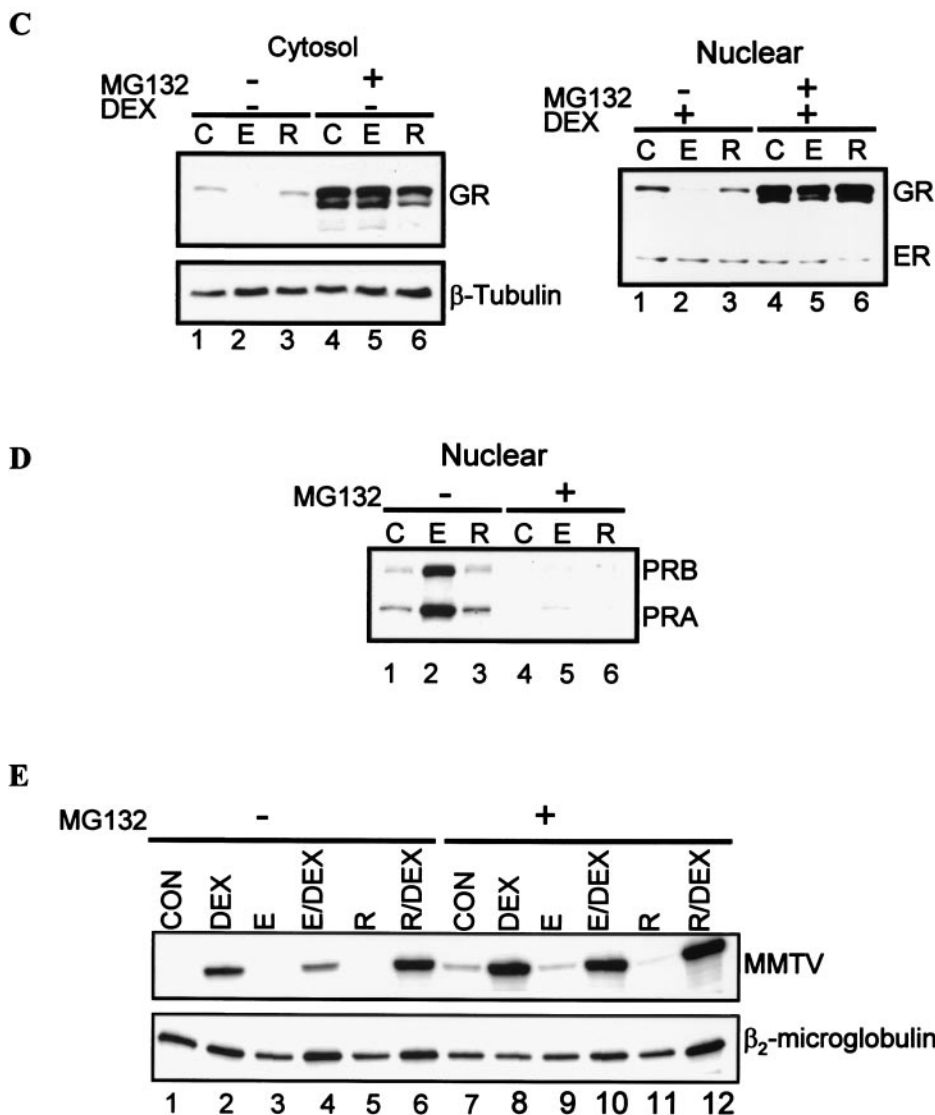 C
Cytosol
MG132 - +
DEX - -
C E R C E R
GR
β-Tubulin
1 2 3 4 5 6
Nuclear
MG132 - +
DEX + +
C E R C E R
GR
ER
1 2 3 4 5 6
D
Nuclear
MG132 - +
C E R C E R
PRB
PRA
1 2 3 4 5 6
E
MG132 - +
CON DEX E E/DEX R R/DEX CON DEX E E/DEX R R/DEX
MMTV
β₂-microglobulin
1 2 3 4 5 6 7 8 9 10 11 12